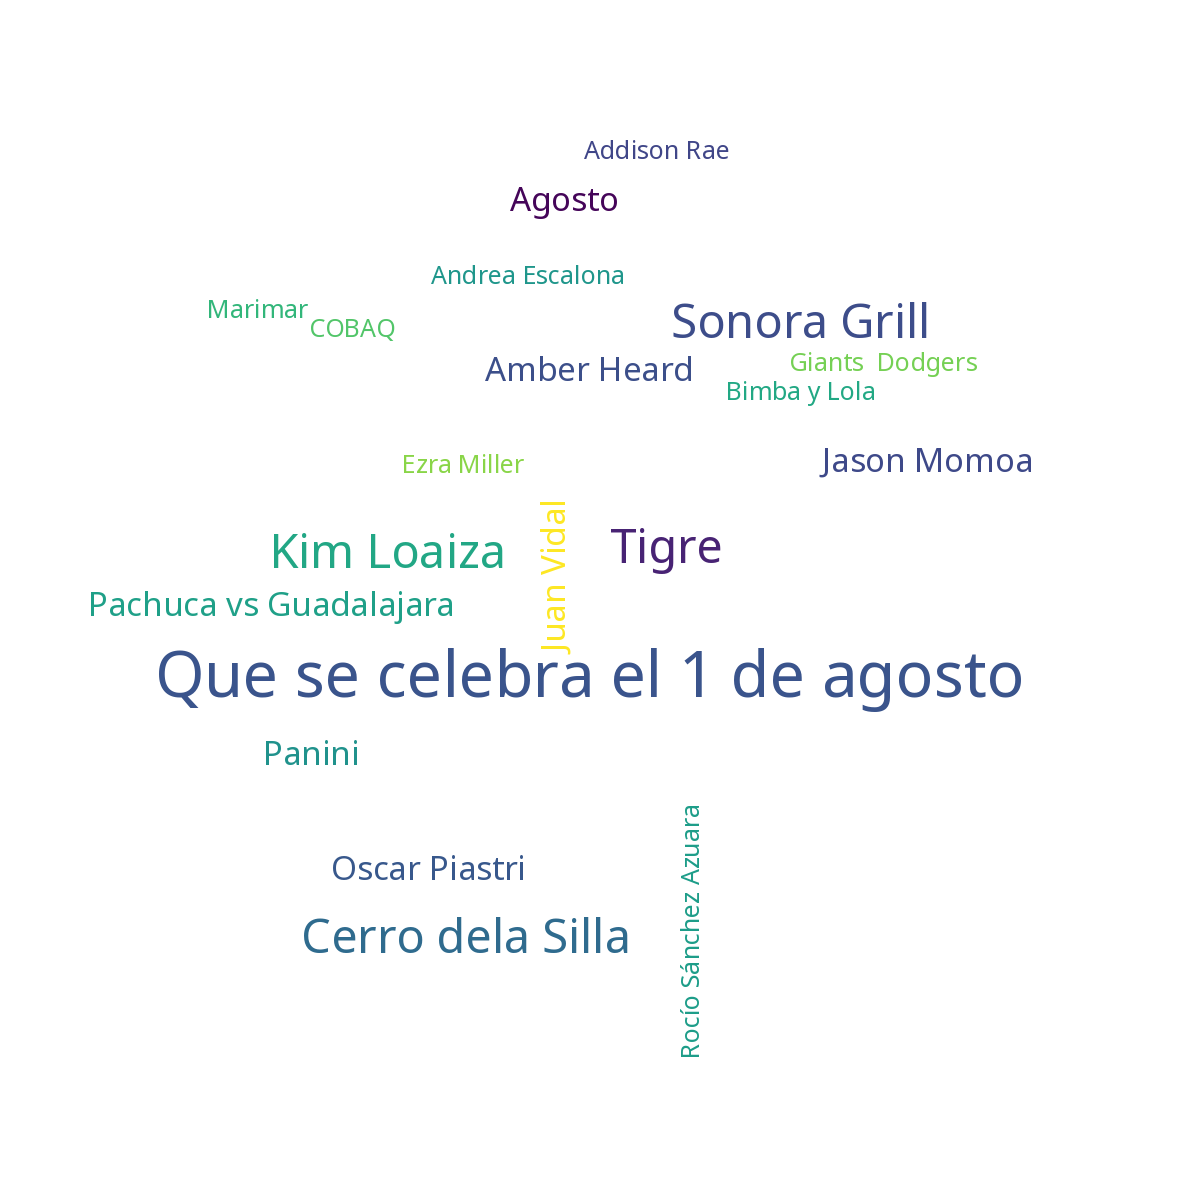 Addison Rae
Agosto
Andrea Escalona
Marimar
Sonora Grill
COBAQ
Amber Heard
Giants  Dodgers
Bimba y Lola
Jason Momoa
Ezra Miller
Juan Vidal
Tigre
Kim Loaiza
Pachuca vs Guadalajara
Que se celebra el 1 de agosto
Panini
Oscar Piastri
Rocío Sánchez Azuara
Cerro dela Silla